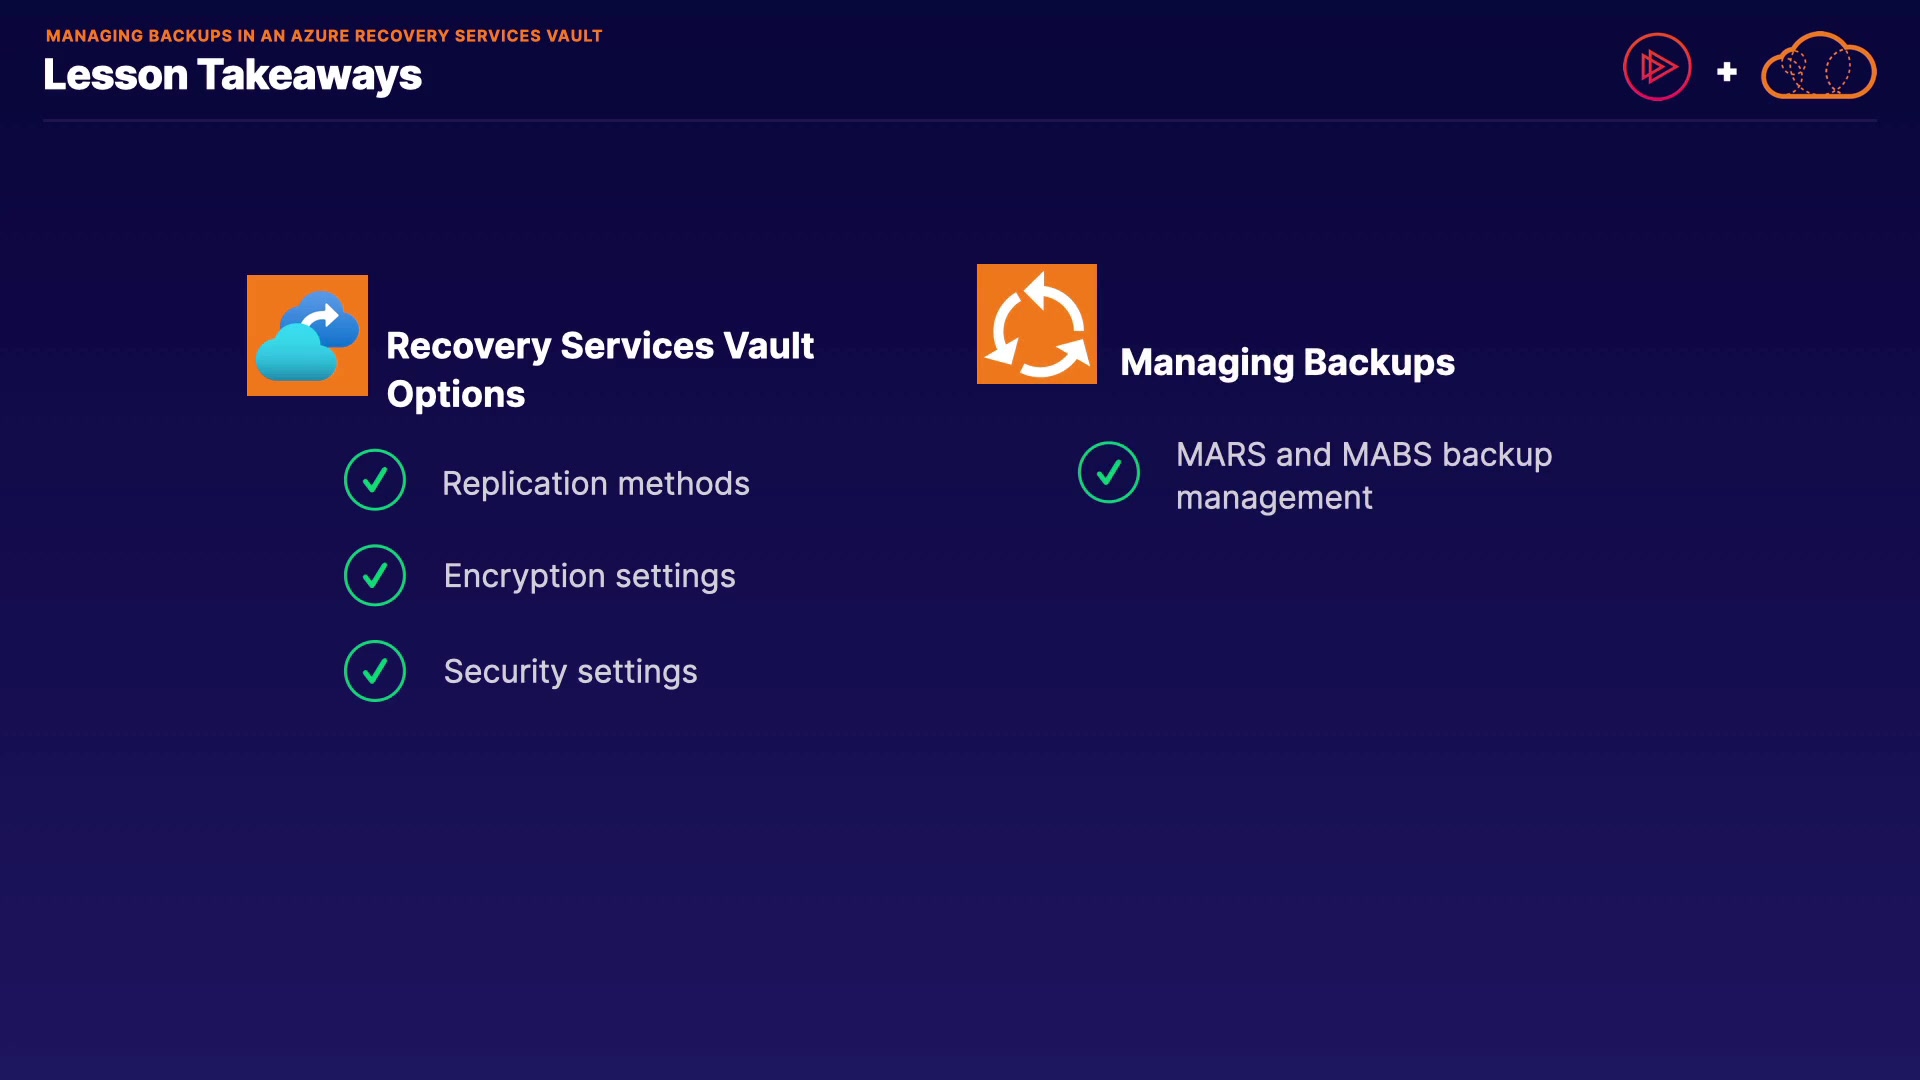 MANAGING BACKUPS IN AN AZURE RECOVERY SERVICES VAULT
Lesson Takeaways
Recovery Services Vault
Options
Replication methods
Encryption settings
Security settings
Managing Backups
MARS and MABS backup
management